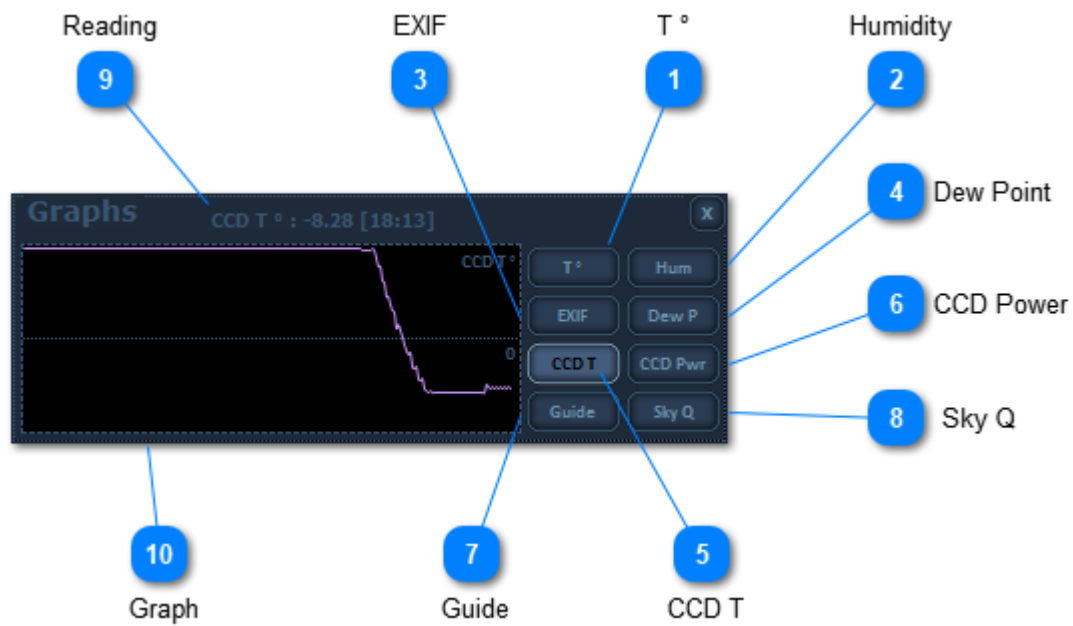 Reading EXIF T ° Humidity
9 3 1 2
4 Dew Point
Graphs CCD T ° : -8.28 [18:13] X
CCD T °
T ° Hum
EXIF Dew P
6 CCD Power
0
CCD T CCD Pwr
Guide Sky Q
8 Sky Q
10 7 5
Graph Guide CCD T